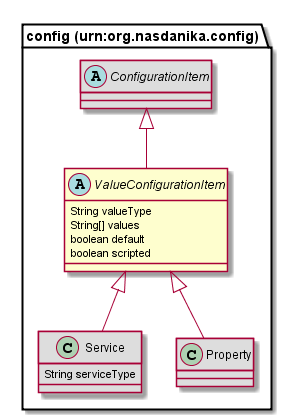 config (urn:org.nasdanika.config)
A ConfigurationItem
A ValueConfigurationItem
String valueType
String[] values
boolean default
boolean scripted
C Service
String serviceType
C Property